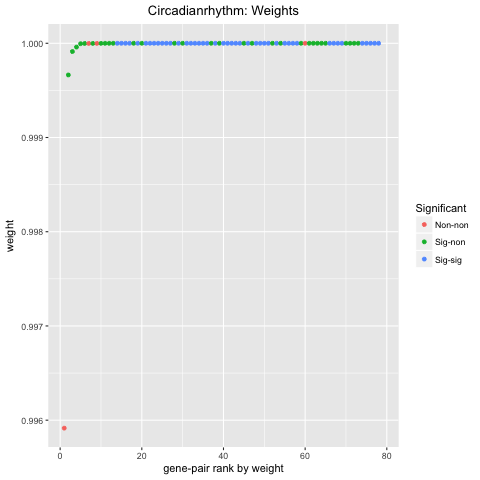 Circadianrhythm: Weights
1.000
0.999
0.998
0.997
0.996
weight
0 20 40 60 80
gene-pair rank by weight
Significant
Non-non
Sig-non
Sig-sig